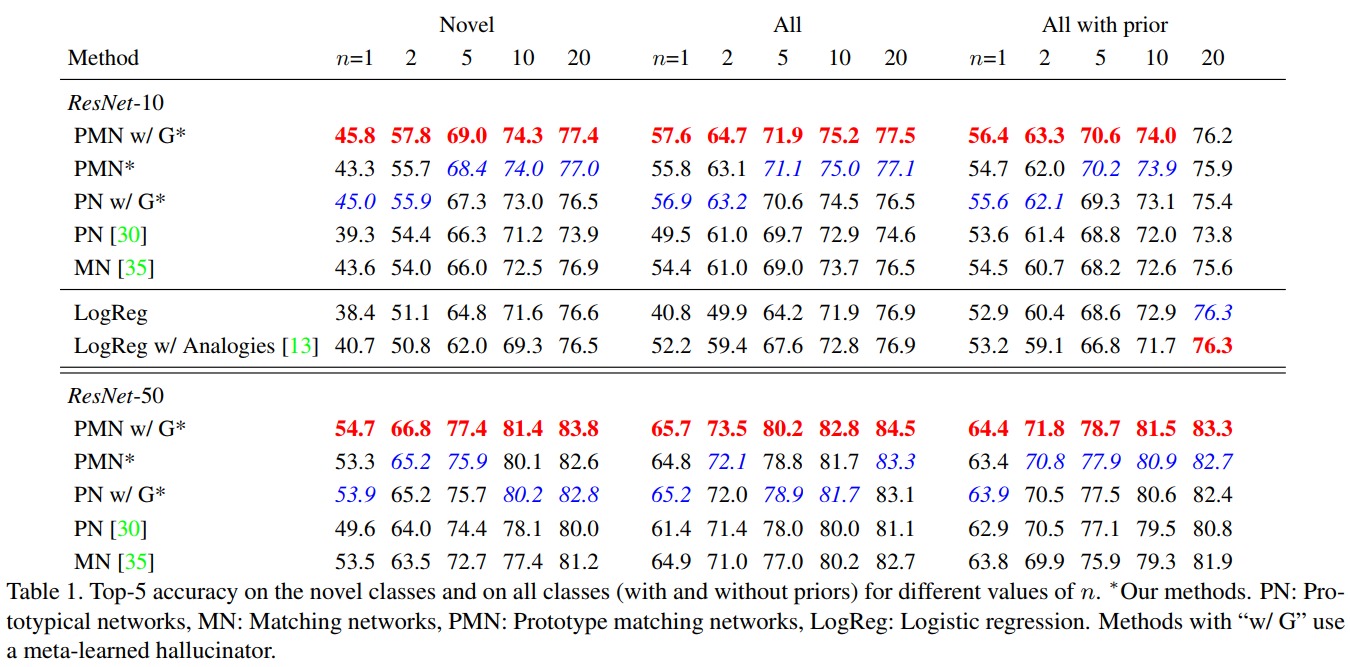 Novel All All with prior
Method n=1 2 5 10 20 n=1 2 5 10 20 n=1 2 5 10 20
ResNet-10
PMN w/ G* 45.8 57.8 69.0 74.3 77.4 57.6 64.7 71.9 75.2 77.5 56.4 63.3 70.6 74.0 76.2
PMN* 43.3 55.7 68.4 74.0 77.0 55.8 63.1 71.1 75.0 77.1 54.7 62.0 70.2 73.9 75.9
PN w/ G* 45.0 55.9 67.3 73.0 76.5 56.9 63.2 70.6 74.5 76.5 55.6 62.1 69.3 73.1 75.4
PN [30] 39.3 54.4 66.3 71.2 73.9 49.5 61.0 69.7 72.9 74.6 53.6 61.4 68.8 72.0 73.8
MN [35] 43.6 54.0 66.0 72.5 76.9 54.4 61.0 69.0 73.7 76.5 54.5 60.7 68.2 72.6 75.6
LogReg 38.4 51.1 64.8 71.6 76.6 40.8 49.9 64.2 71.9 76.9 52.9 60.4 68.6 72.9 76.3
LogReg w/ Analogies [13] 40.7 50.8 62.0 69.3 76.5 52.2 59.4 67.6 72.8 76.9 53.2 59.1 66.8 71.7 76.3
ResNet-50
PMN w/ G* 54.7 66.8 77.4 81.4 83.8 65.7 73.5 80.2 82.8 84.5 64.4 71.8 78.7 81.5 83.3
PMN* 53.3 65.2 75.9 80.1 82.6 64.8 72.1 78.8 81.7 83.3 63.4 70.8 77.9 80.9 82.7
PN w/ G* 53.9 65.2 75.7 80.2 82.8 65.2 72.0 78.9 81.7 83.1 63.9 70.5 77.5 80.6 82.4
PN [30] 49.6 64.0 74.4 78.1 80.0 61.4 71.4 78.0 80.0 81.1 62.9 70.5 77.1 79.5 80.8
MN [35] 53.5 63.5 72.7 77.4 81.2 64.9 71.0 77.0 80.2 82.7 63.8 69.9 75.9 79.3 81.9
Table 1. Top-5 accuracy on the novel classes and on all classes (with and without priors) for different values of n. *Our methods. PN: Pro-
totypical networks, MN: Matching networks, PMN: Prototype matching networks, LogReg: Logistic regression. Methods with “w/ G” use
a meta-learned hallucinator.